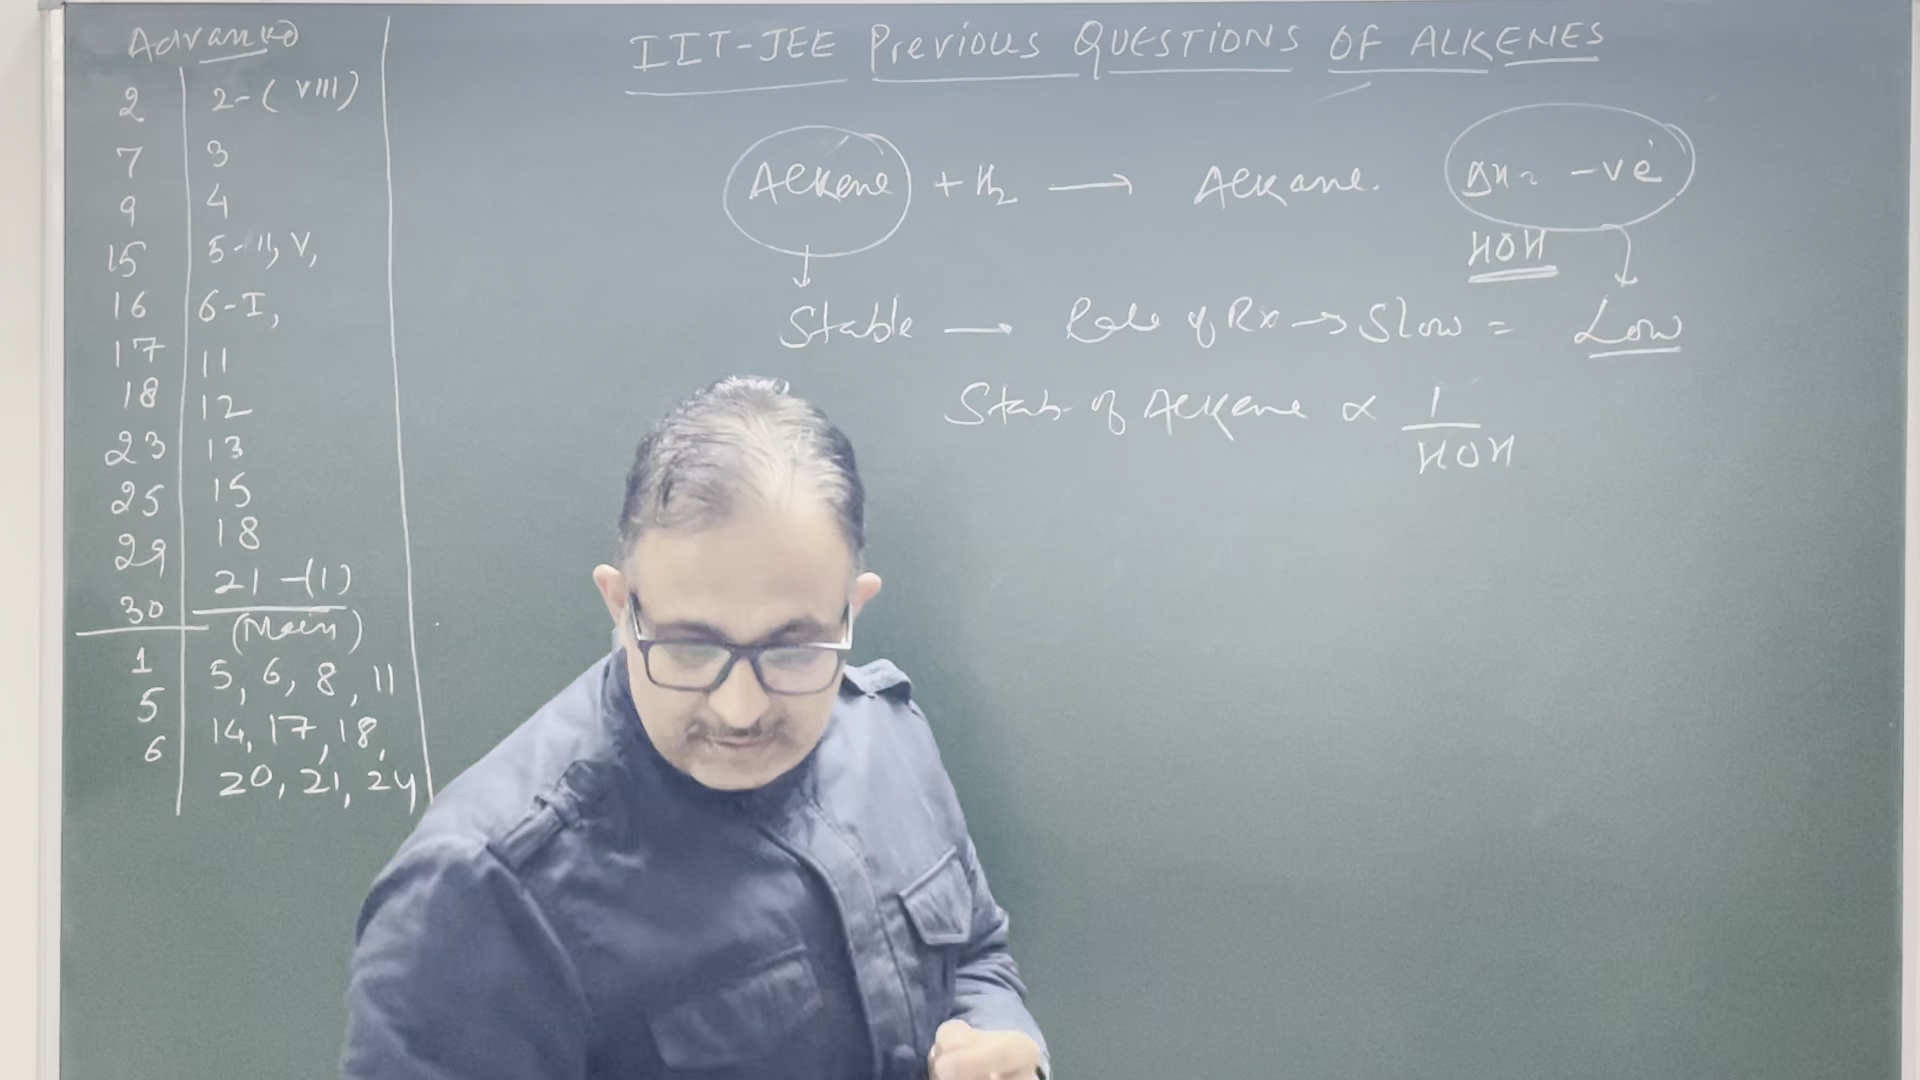 Advanced
2 2-(VIII)
7 3
9 4
15 5-II, V,
16 6-I,
17 11
18 12
23 13
25 15
29 18
30 21-(1)
(Main)
1 5, 6, 8, 11
5 14, 17, 18,
6 20, 21, 24
IIT-JEE Previous QUESTIONS OF ALKENES
Alkene + H2 → Alkane. ΔH = -ve
HOH
Stable → Rate of Rx → Slow = Low
Stab. of Alkene ∝ 1/HOH